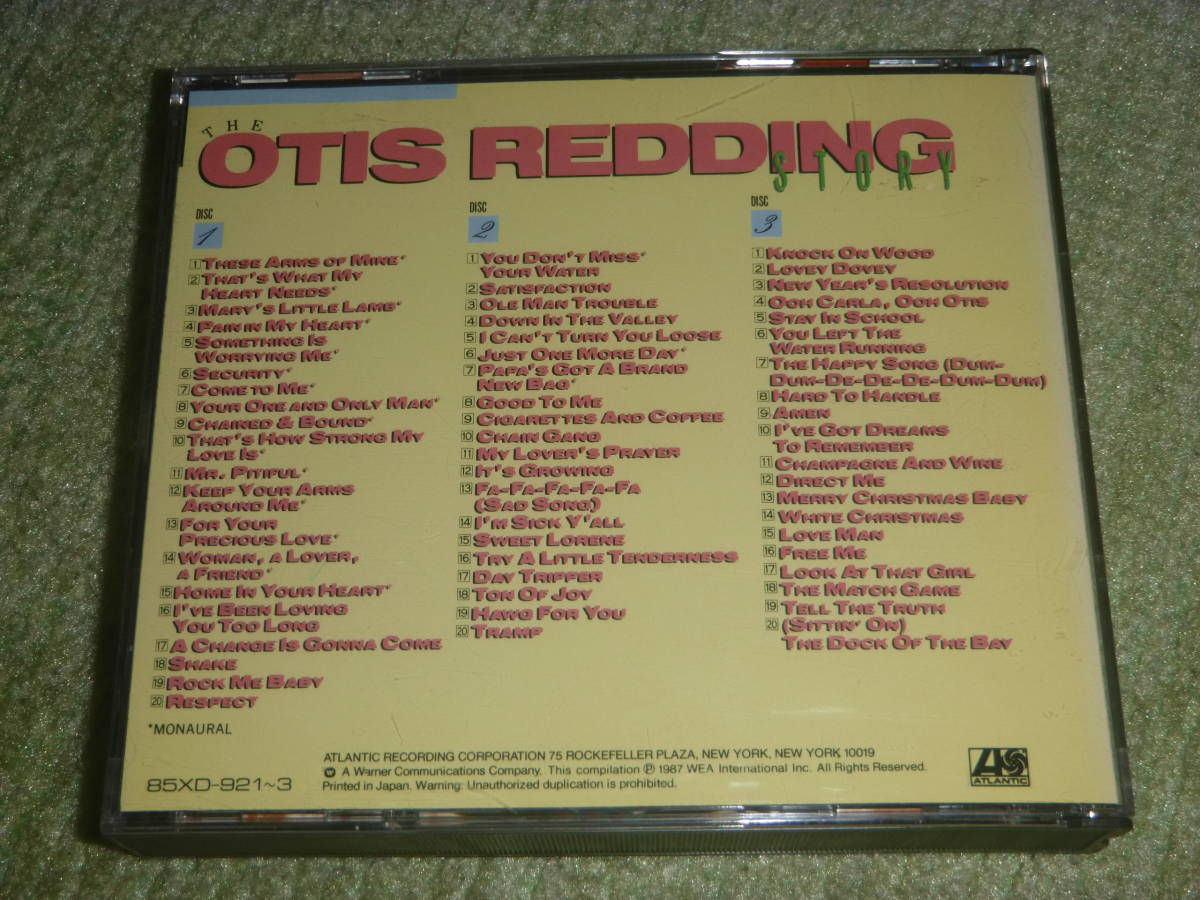 THE
OTIS REDDING
STORY
DISC
1
1 THESE ARMS OF MINE*
2 THAT'S WHAT MY
HEART NEEDS*
3 MARY'S LITTLE LAMB*
4 PAIN IN MY HEART*
5 SOMETHING IS
WORRYING ME*
6 SECURITY*
7 COME TO ME*
8 YOUR ONE AND ONLY MAN*
9 CHAINED & BOUND*
10 THAT'S HOW STRONG MY
LOVE IS*
11 MR. PITIFUL*
12 KEEP YOUR ARMS
AROUND ME*
13 FOR YOUR
PRECIOUS LOVE*
14 WOMAN, A LOVER,
A FRIEND*
15 HOME IN YOUR HEART*
16 I'VE BEEN LOVING
YOU TOO LONG
17 A CHANGE IS GONNA COME
18 SHAKE
19 ROCK ME BABY
20 RESPECT
*MONAURAL
DISC
2
1 YOU DON'T MISS*
YOUR WATER
2 SATISFACTION
3 OLE MAN TROUBLE
4 DOWN IN THE VALLEY
5 I CAN'T TURN YOU LOOSE
6 JUST ONE MORE DAY*
7 PAPA'S GOT A BRAND
NEW BAG*
8 GOOD TO ME
9 CIGARETTES AND COFFEE
10 CHAIN GANG
11 MY LOVER'S PRAYER
12 IT'S GROWING
13 FA-FA-FA-FA-FA
(SAD SONG)
14 I'M SICK Y'ALL
15 SWEET LORENE
16 TRY A LITTLE TENDERNESS
17 DAY TRIPPER
18 TON OF JOY
19 HAWG FOR YOU
20 TRAMP
DISC
3
1 KNOCK ON WOOD
2 LOVEY DOVEY
3 NEW YEAR'S RESOLUTION
4 OOH CARLA, OOH OTIS
5 STAY IN SCHOOL
6 YOU LEFT THE
WATER RUNNING
7 THE HAPPY SONG (DUM-
DUM-DE-DE-DE-DUM-DUM)
8 HARD TO HANDLE
9 AMEN
10 I'VE GOT DREAMS
TO REMEMBER
11 CHAMPAGNE AND WINE
12 DIRECT ME
13 MERRY CHRISTMAS BABY
14 WHITE CHRISTMAS
15 LOVE MAN
16 FREE ME
17 LOOK AT THAT GIRL
18 THE MATCH GAME
19 TELL THE TRUTH
20 (SITTIN' ON)
THE DOCK OF THE BAY
85XD-921~3
ATLANTIC RECORDING CORPORATION 75 ROCKEFELLER PLAZA, NEW YORK, NEW YORK 10019
A Warner Communications Company. This compilation ℗ 1987 WEA International Inc. All Rights Reserved.
Printed in Japan. Warning: Unauthorized duplication is prohibited.
ATLANTIC